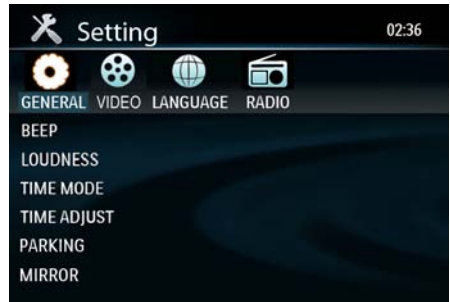 Setting 02:36
GENERAL VIDEO LANGUAGE RADIO
BEEP
LOUDNESS
TIME MODE
TIME ADJUST
PARKING
MIRROR